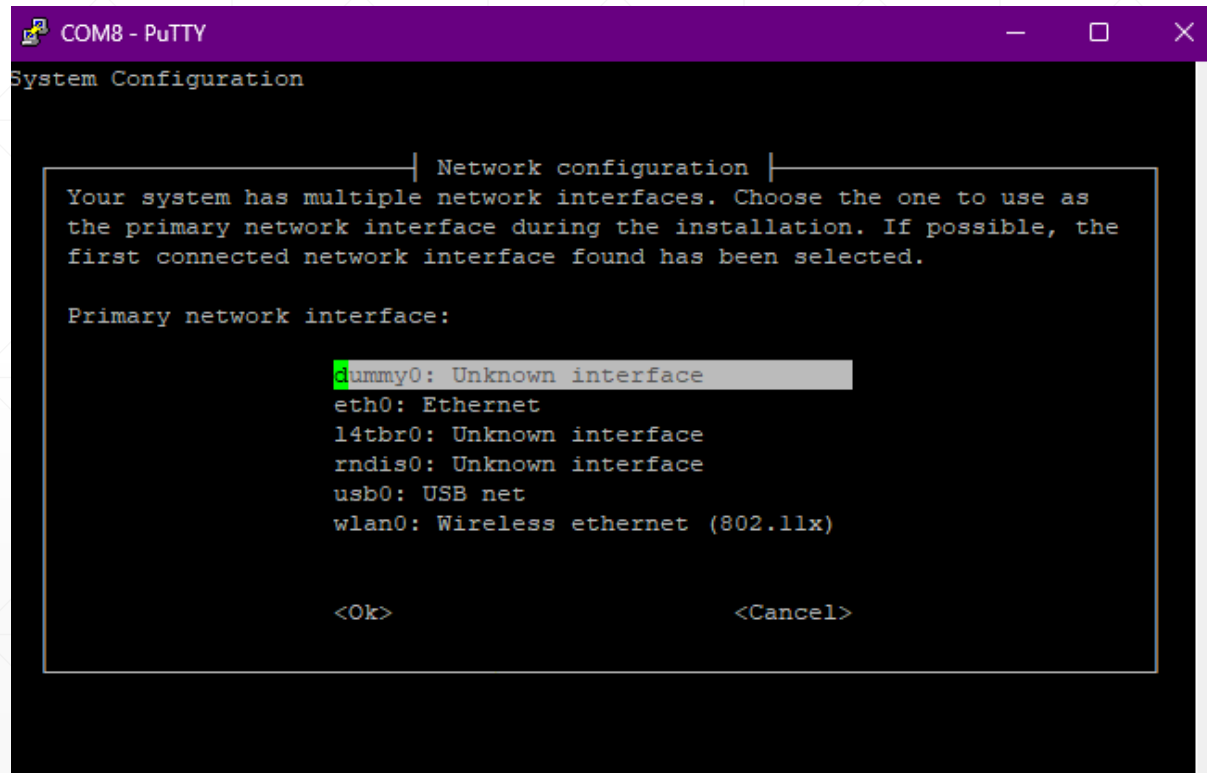 COM8 - PuTTY
System Configuration
Network configuration
Your system has multiple network interfaces. Choose the one to use as
the primary network interface during the installation. If possible, the
first connected network interface found has been selected.
Primary network interface:
dummy0: Unknown interface
eth0: Ethernet
l4tbr0: Unknown interface
rndis0: Unknown interface
usb0: USB net
wlan0: Wireless ethernet (802.11x)
<Ok> <Cancel>